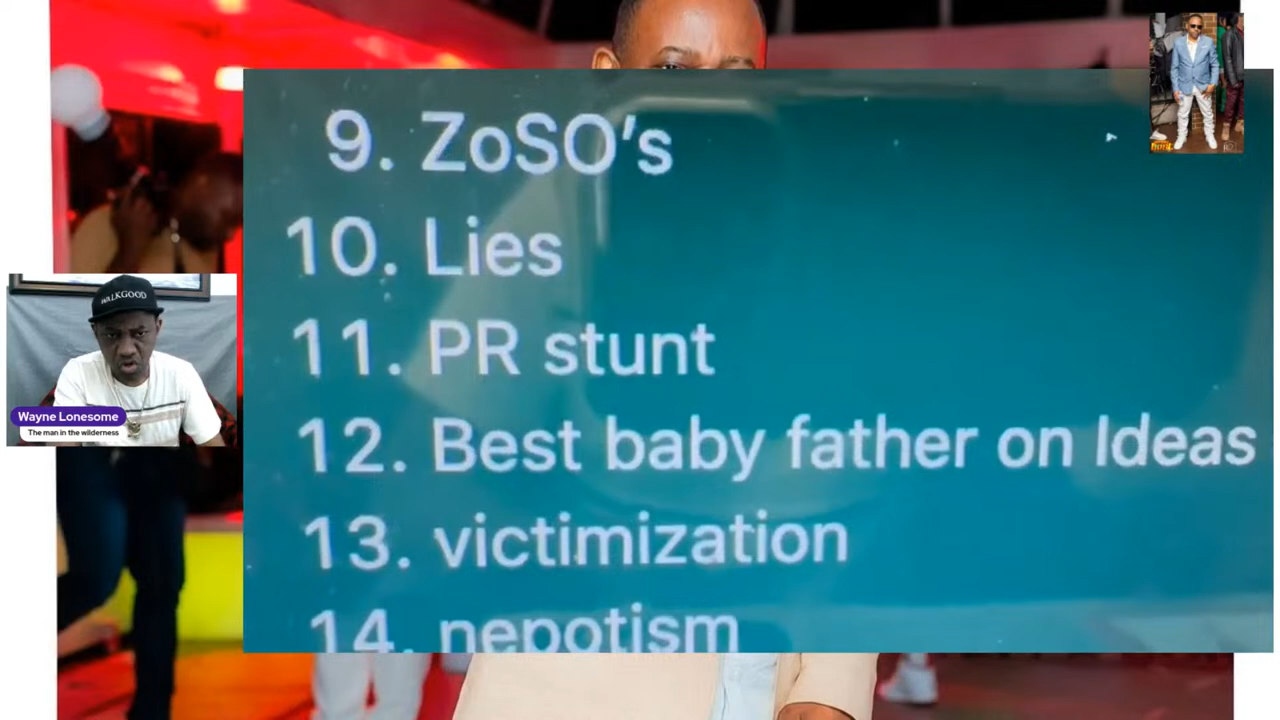 9. ZoSO's
10. Lies
11. PR stunt
12. Best baby father on Ideas
13. victimization
14. nepotism
WALKGOOD
Wayne Lonesome
The man in the wilderness